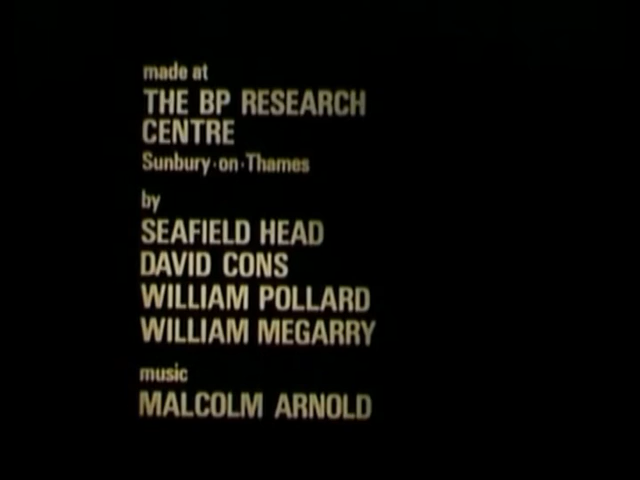 made at
THE BP RESEARCH
CENTRE
Sunbury·on·Thames
by
SEAFIELD HEAD
DAVID CONS
WILLIAM POLLARD
WILLIAM MEGARRY
music
MALCOLM ARNOLD